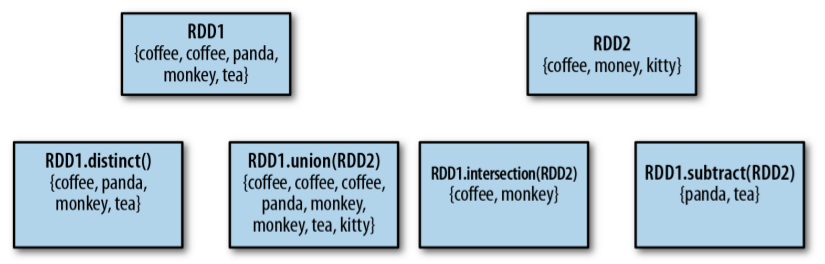 RDD1
{coffee, coffee, panda,
monkey, tea}
RDD2
{coffee, money, kitty}
RDD1.distinct()
{coffee, panda,
monkey, tea}
RDD1.union(RDD2)
{coffee, coffee, coffee,
panda, monkey,
monkey, tea, kitty}
RDD1.intersection(RDD2)
{coffee, monkey}
RDD1.subtract(RDD2)
{panda, tea}